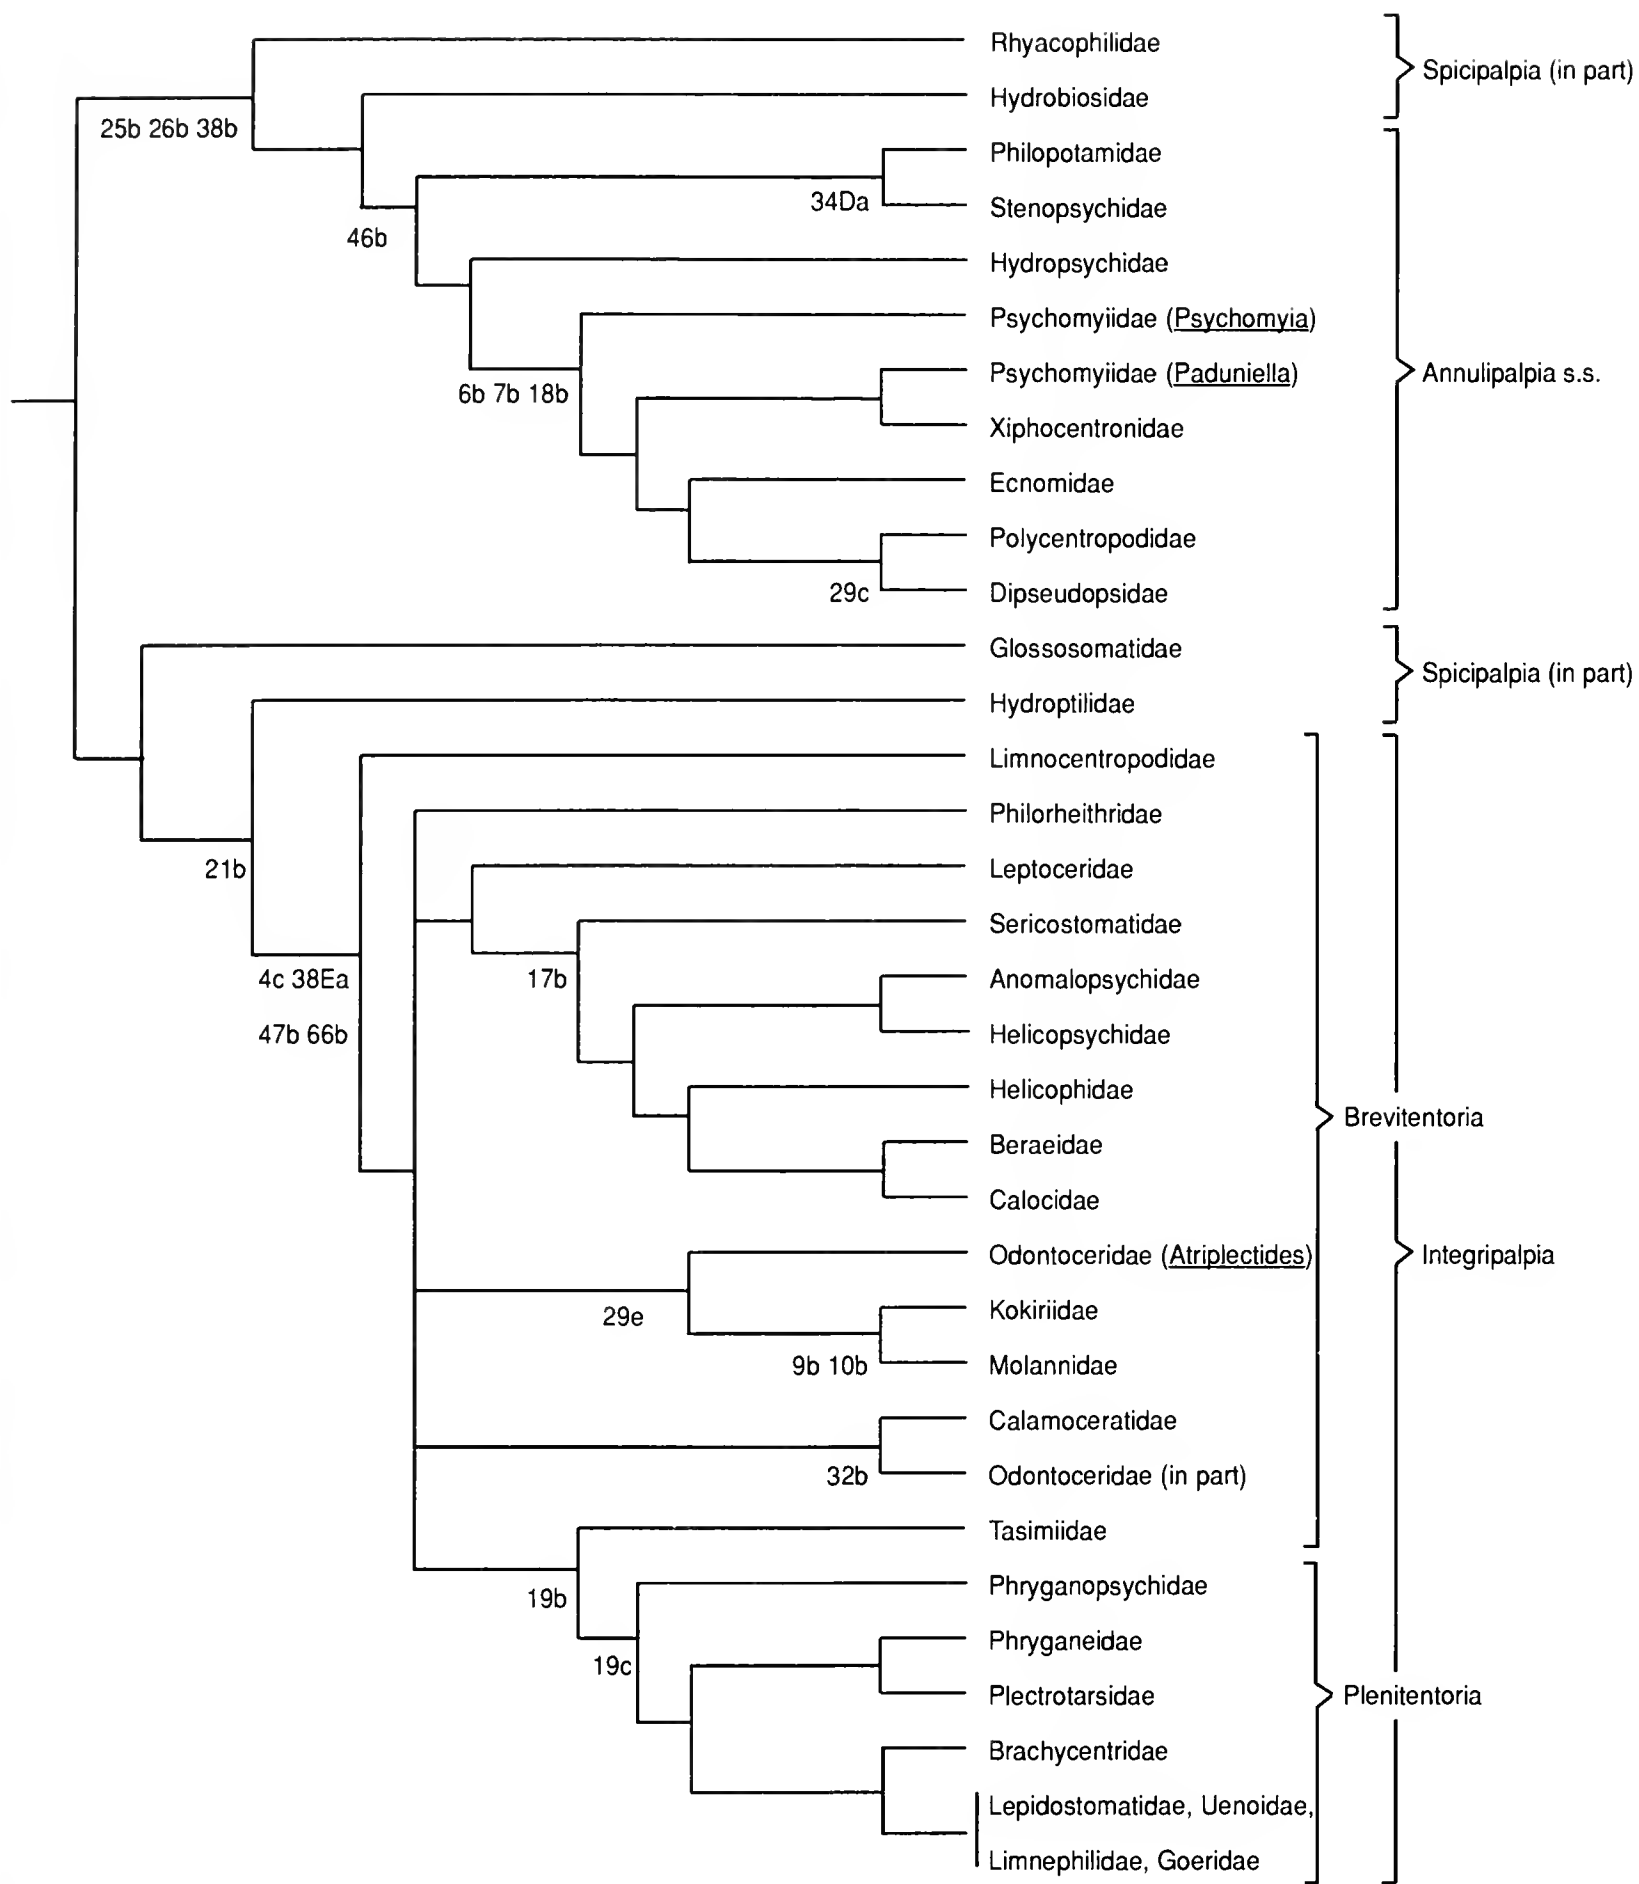 Rhyacophilidae
Spicipalpia (in part)
Hydrobiosidae
25b 26b 38b
Philopotamidae
34Da
Stenopsychidae
46b
Hydropsychidae
Psychomyiidae (Psychomyia)
Psychomyiidae (Paduniella)
Annulipalpia s.s.
6b 7b 18b
Xiphocentronidae
Ecnomidae
Polycentropodidae
29c
Dipseudopsidae
Glossosomatidae
Spicipalpia (in part)
Hydroptilidae
Limnocentropodidae
Philorheithridae
21b
Leptoceridae
Sericostomatidae
4c 38Ea
17b
Anomalopsychidae
47b 66b
Helicopsychidae
Helicophidae
Brevitentoria
Beraeidae
Calocidae
Odontoceridae (Atriplectides)
Integripalpia
29e
Kokiriidae
9b 10b
Molannidae
Calamoceratidae
32b
Odontoceridae (in part)
Tasimiidae
19b
Phryganopsychidae
Phryganeidae
19c
Plectrotarsidae
Plenitentoria
Brachycentridae
Lepidostomatidae, Uenoidae,
Limnephilidae, Goeridae